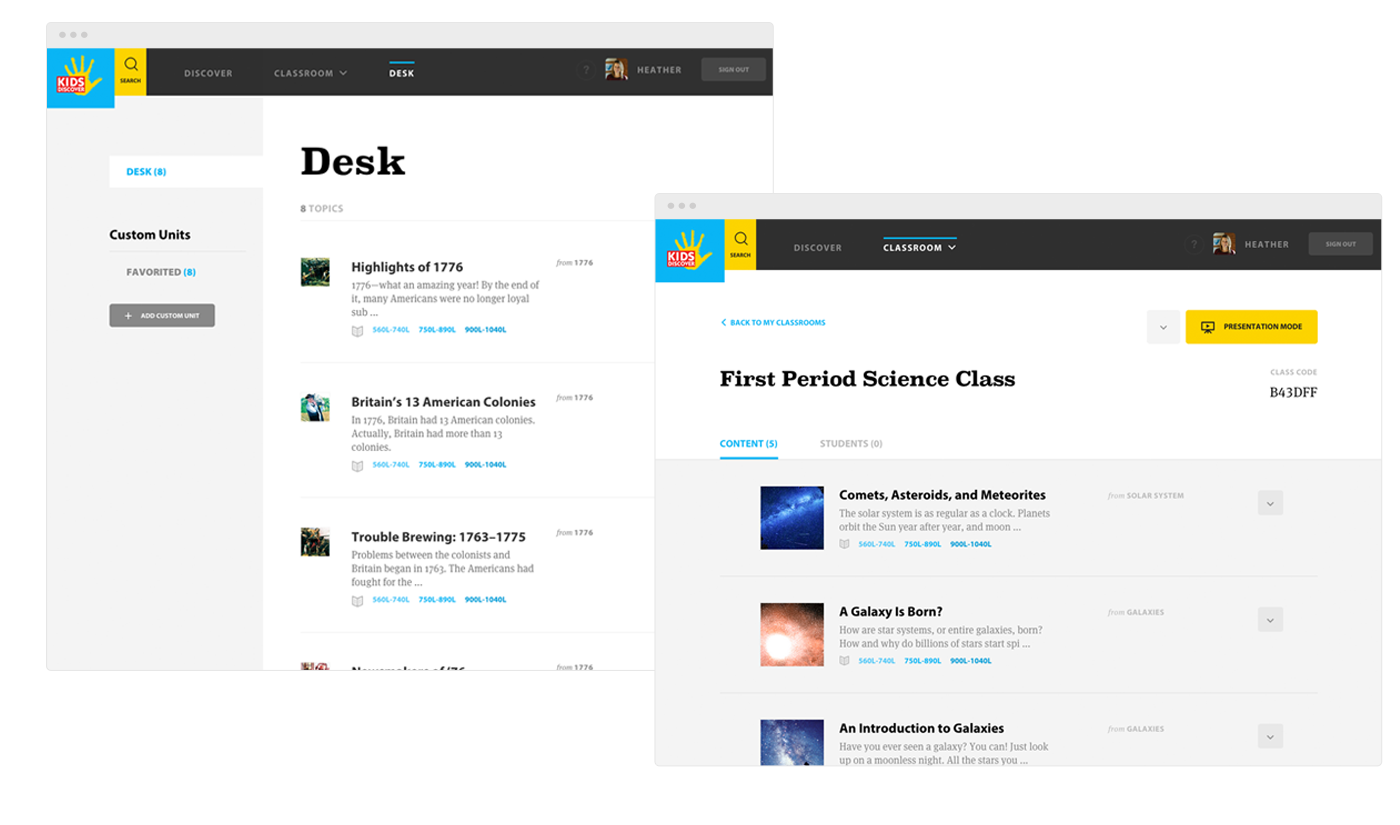 KIDS
DISCOVER
SEARCH
DISCOVER
CLASSROOM
DESK
?
HEATHER
SIGN OUT
DESK (8)
Custom Units
FAVORITED (8)
+ ADD CUSTOM UNIT
Desk
8 TOPICS
Highlights of 1776
from 1776
1776—what an amazing year! By the end of
it, many Americans were no longer loyal
sub ...
560L-740L 750L-890L 900L-1040L
Britain's 13 American Colonies
from 1776
In 1776, Britain had 13 American colonies.
Actually, Britain had more than 13
colonies.
560L-740L 750L-890L 900L-1040L
Trouble Brewing: 1763–1775
from 1776
Problems between the colonists and
Britain began in 1763. The Americans had
fought for the ...
560L-740L 750L-890L 900L-1040L
Newsmakers of '76
from 1776
KIDS
DISCOVER
SEARCH
DISCOVER
CLASSROOM
?
HEATHER
SIGN OUT
BACK TO MY CLASSROOMS
PRESENTATION MODE
First Period Science Class
CLASS CODE
B43DFF
CONTENT (5)
STUDENTS (0)
Comets, Asteroids, and Meteorites
from SOLAR SYSTEM
The solar system is as regular as a clock. Planets
orbit the Sun year after year, and moon ...
560L-740L 750L-890L 900L-1040L
A Galaxy Is Born?
from GALAXIES
How are star systems, or entire galaxies, born?
How and why do billions of stars start spi ...
560L-740L 750L-890L 900L-1040L
An Introduction to Galaxies
from GALAXIES
Have you ever seen a galaxy? You can! Just look
up on a moonless night. All the stars you ...